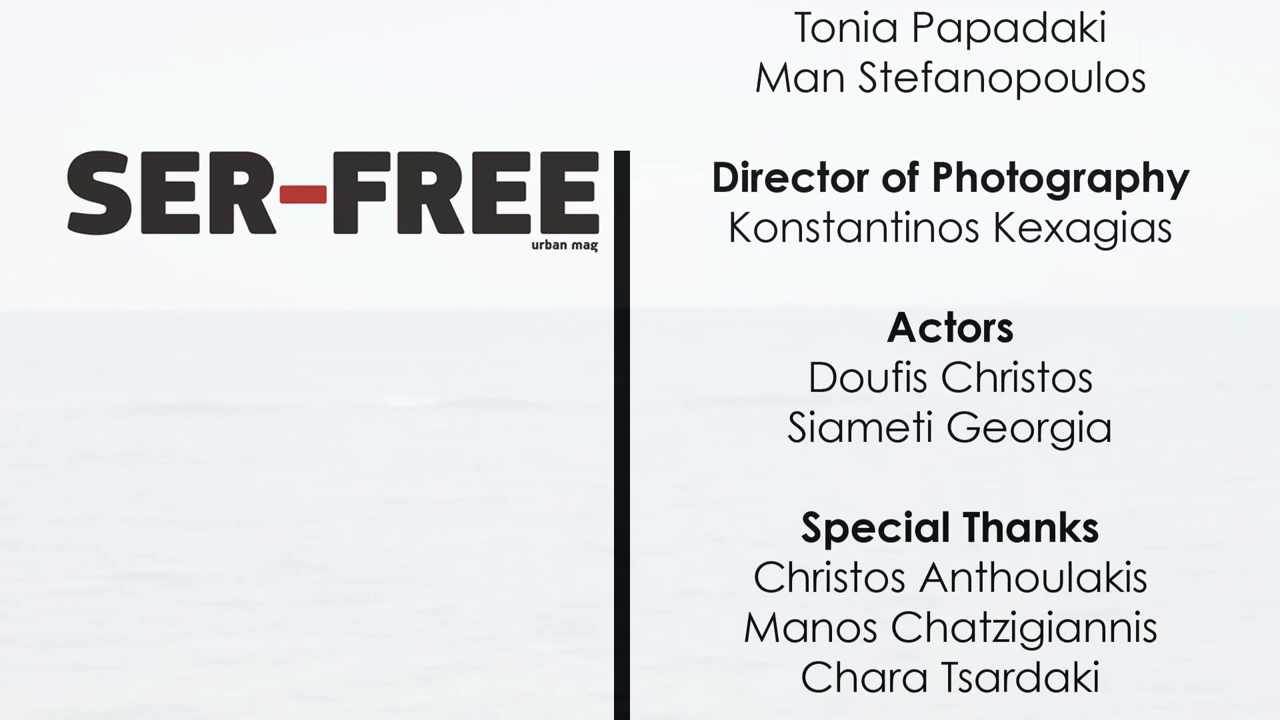 SER-FREE
urban mag
Tonia Papadaki
Man Stefanopoulos
Director of Photography
Konstantinos Kexagias
Actors
Doufis Christos
Siameti Georgia
Special Thanks
Christos Anthoulakis
Manos Chatzigiannis
Chara Tsardaki